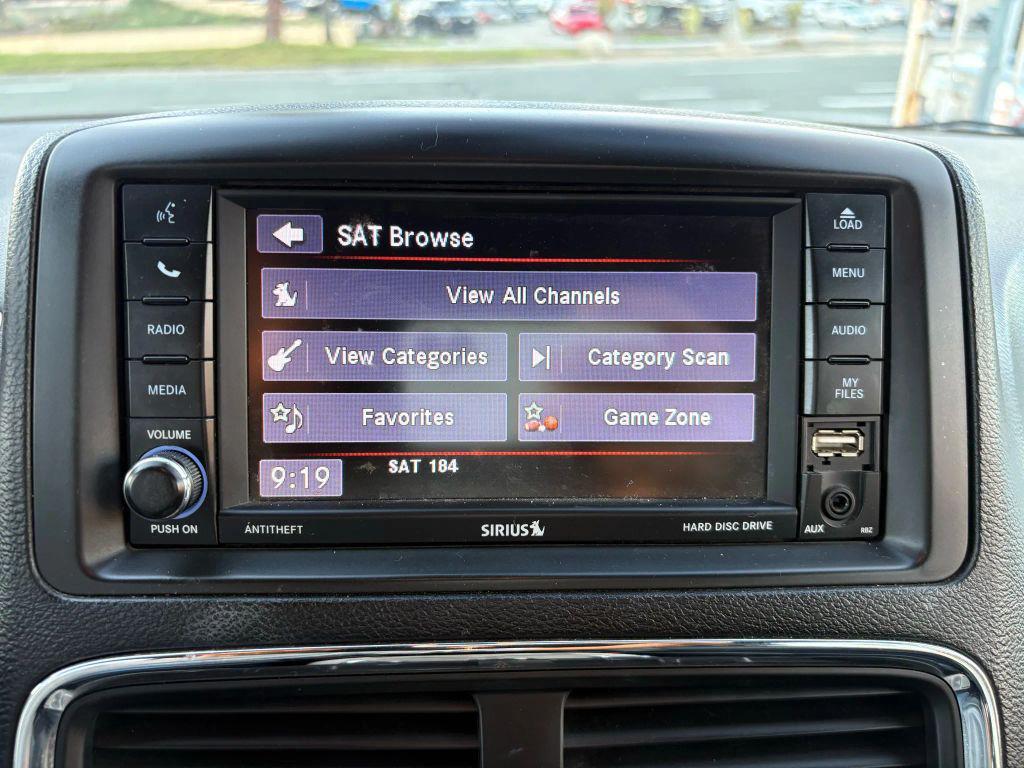 SAT Browse
View All Channels
View Categories
Category Scan
Favorites
Game Zone
9:19
SAT 184
RADIO
MEDIA
VOLUME
PUSH ON
ANTITHEFT
SIRIUS
HARD DISC DRIVE
LOAD
MENU
AUDIO
MY
FILES
AUX
RBZ